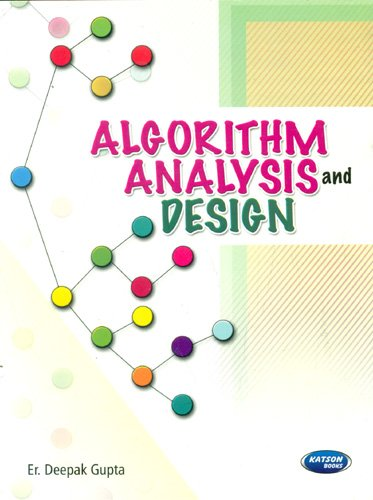 ALGORITHM
ANALYSIS and
DESIGN
Er. Deepak Gupta
KATSON
BOOKS